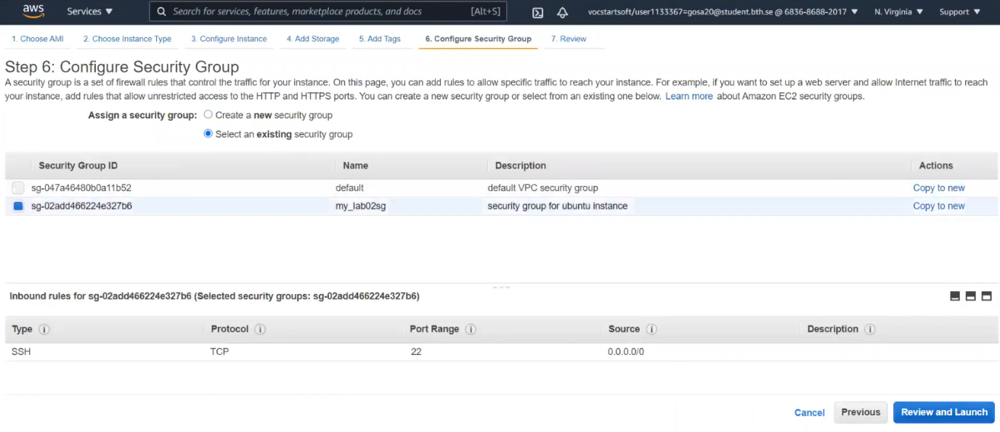 aws Services ▼ Search for services, features, marketplace products, and docs [Alt+S] vocstartsoft/user1133367=gosa20@student.bth.se @ 6836-8688-2017 ▼ N. Virginia ▼ Support ▼
1. Choose AMI 2. Choose Instance Type 3. Configure Instance 4. Add Storage 5. Add Tags 6. Configure Security Group 7. Review
Step 6: Configure Security Group
A security group is a set of firewall rules that control the traffic for your instance. On this page, you can add rules to allow specific traffic to reach your instance. For example, if you want to set up a web server and allow Internet traffic to reach
your instance, add rules that allow unrestricted access to the HTTP and HTTPS ports. You can create a new security group or select from an existing one below. Learn more about Amazon EC2 security groups.
Assign a security group: Create a new security group
Select an existing security group
Security Group ID Name Description Actions
sg-047a46480b0a11b52 default default VPC security group Copy to new
sg-02add466224e327b6 my_lab02sg security group for ubuntu instance Copy to new
Inbound rules for sg-02add466224e327b6 (Selected security groups: sg-02add466224e327b6)
Type i Protocol i Port Range i Source i Description i
SSH TCP 22 0.0.0.0/0
Cancel Previous Review and Launch